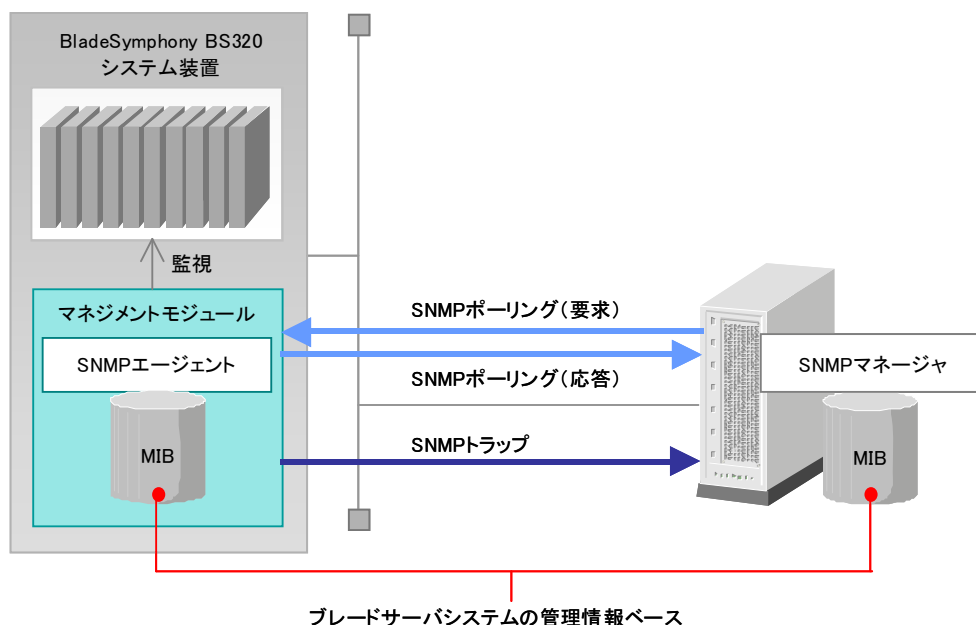 BladeSymphony BS320
システム装置
監視
マネジメントモジュール
SNMPエージェント
MIB
SNMPポーリング（要求）
SNMPポーリング（応答）
SNMPトラップ
SNMPマネージャ
MIB
ブレードサーバシステムの管理情報ベース